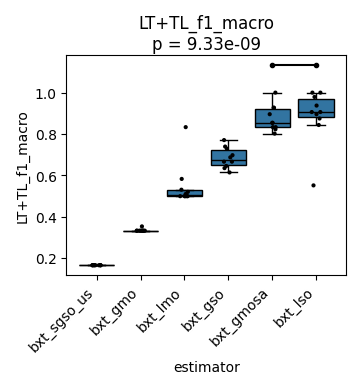 LT+TL_f1_macro
p = 9.33e-09
LT+TL_f1_macro
1.0
0.8
0.6
0.4
0.2
bxt_sgso_us
bxt_gmo
bxt_lmo
bxt_gso
bxt_gmosa
bxt_lso
estimator